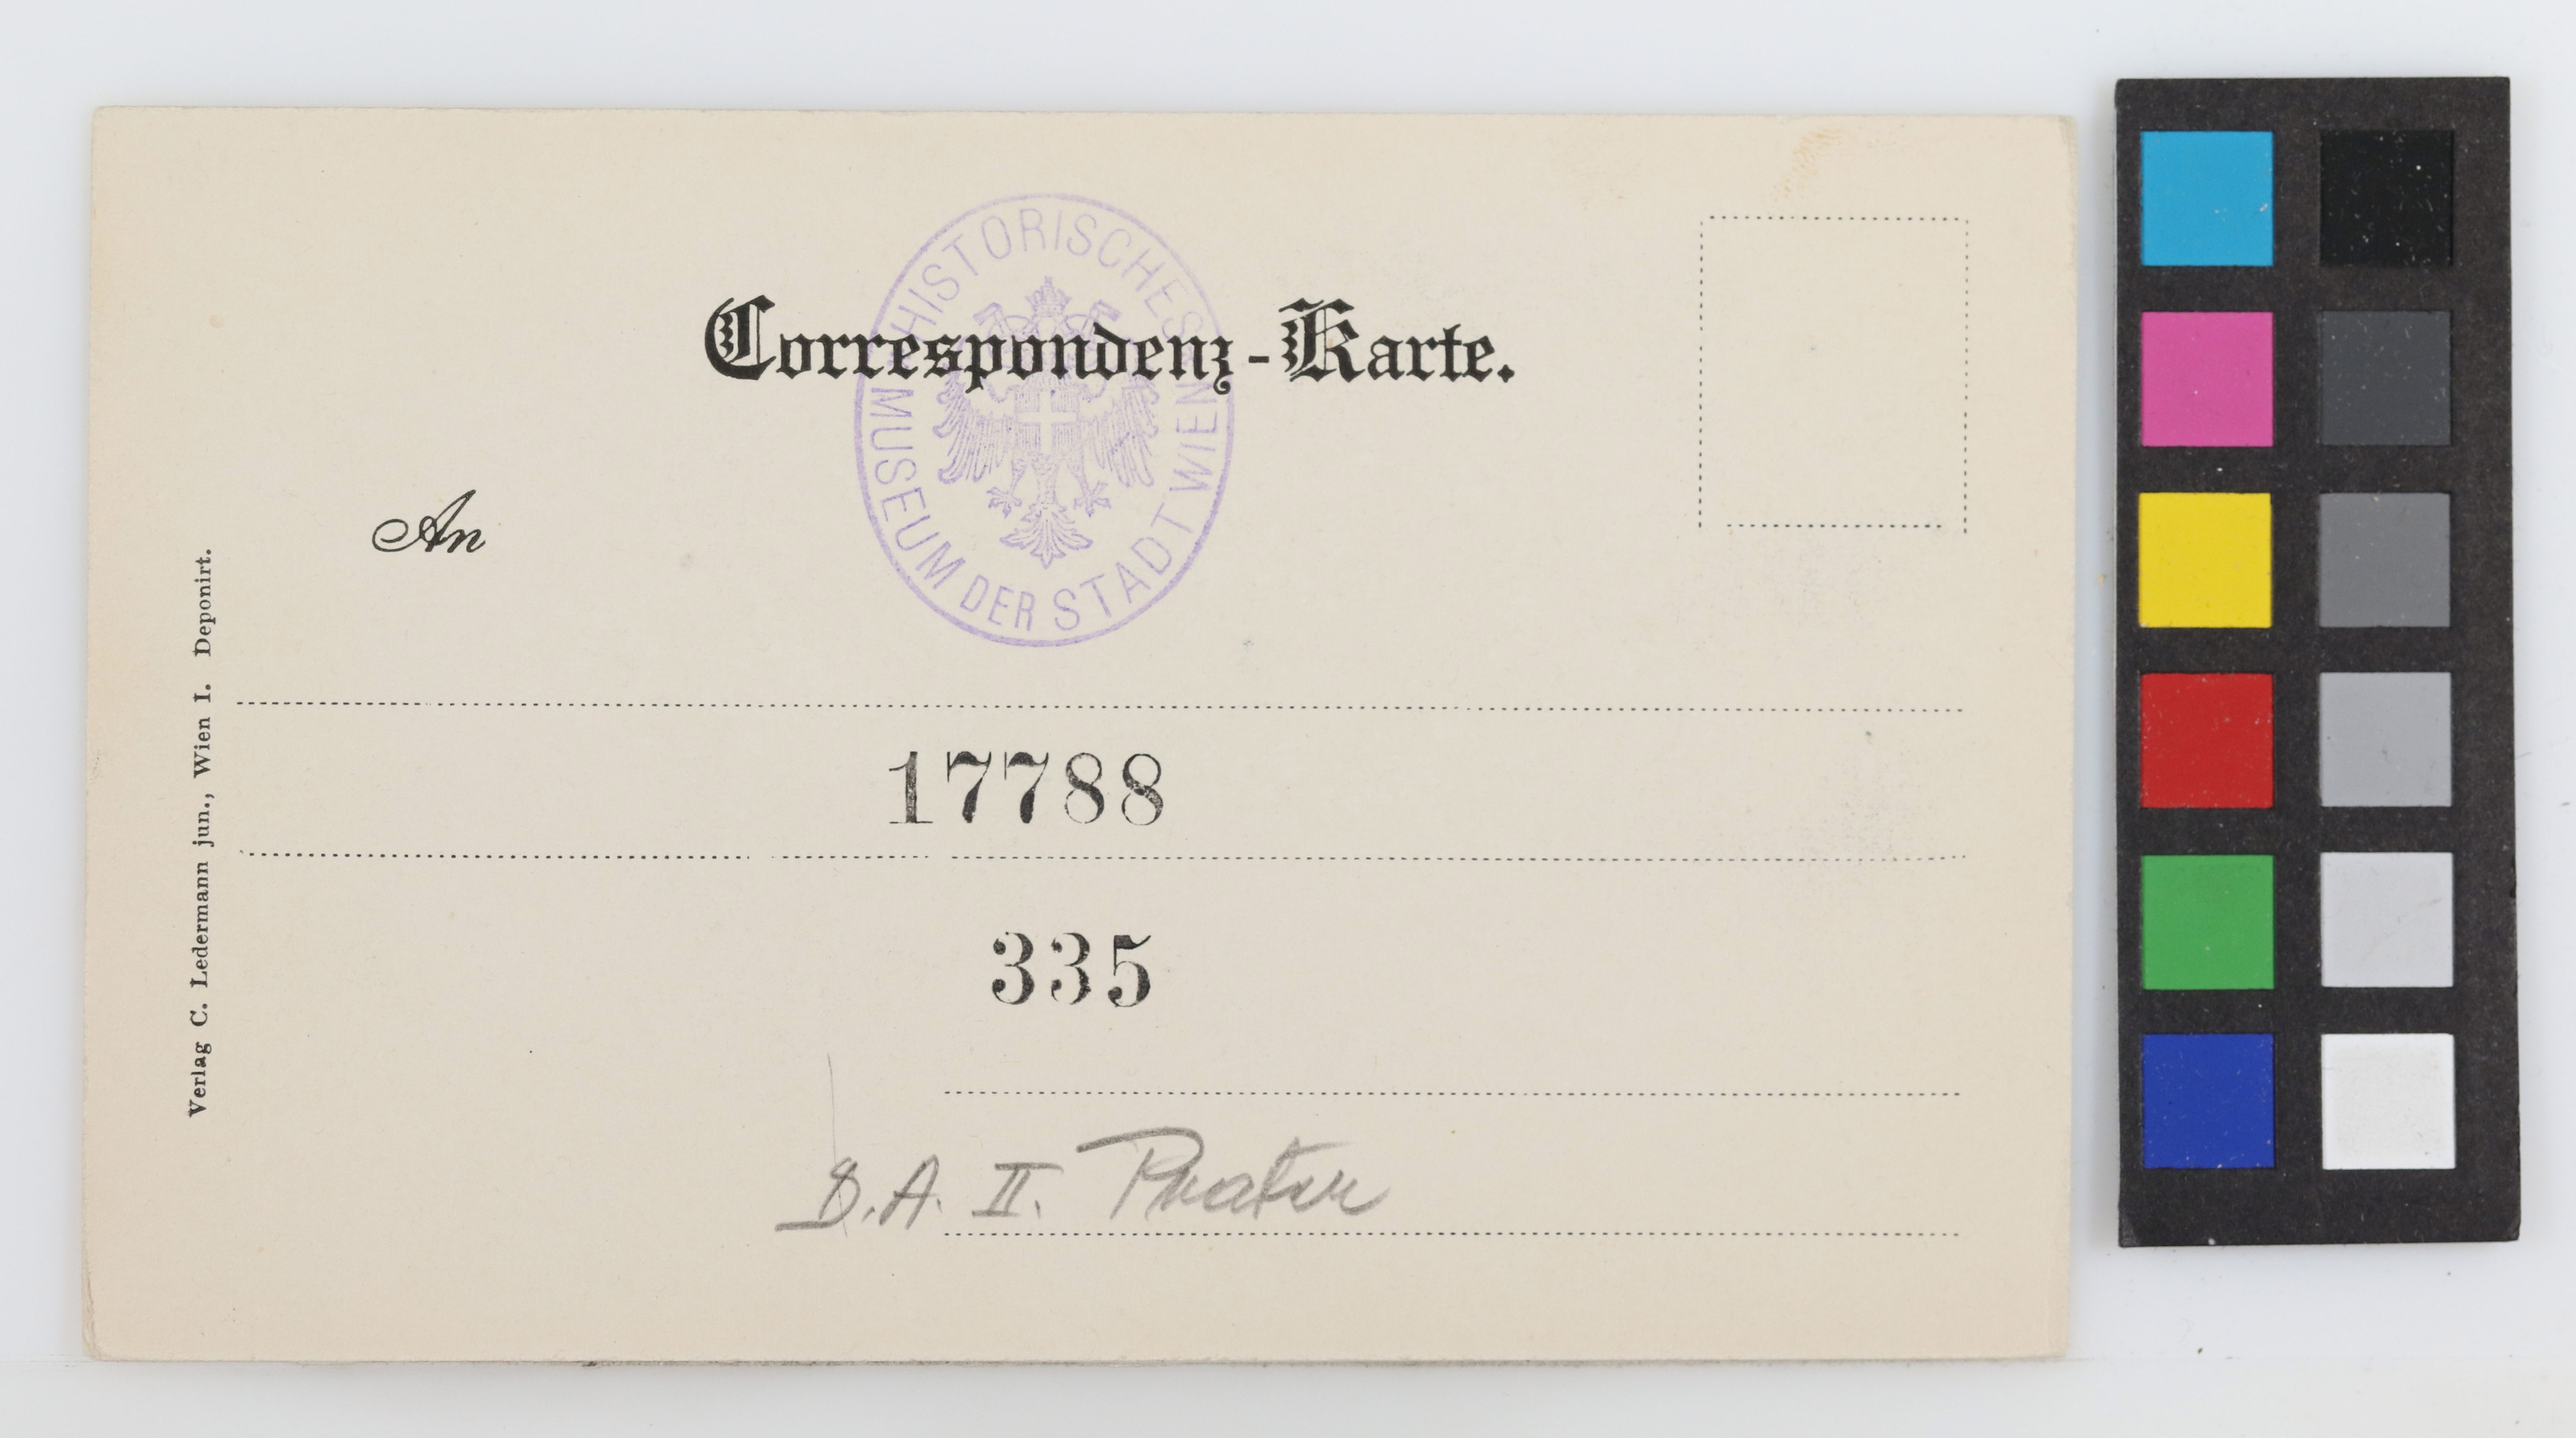 HISTORISCHES
MUSEUM DER STADT WIEN
Correspondenz-Karte.
An
Verlag C. Ledermann jun., Wien I. Deponirt.
17788
335
D.A. II. Prater